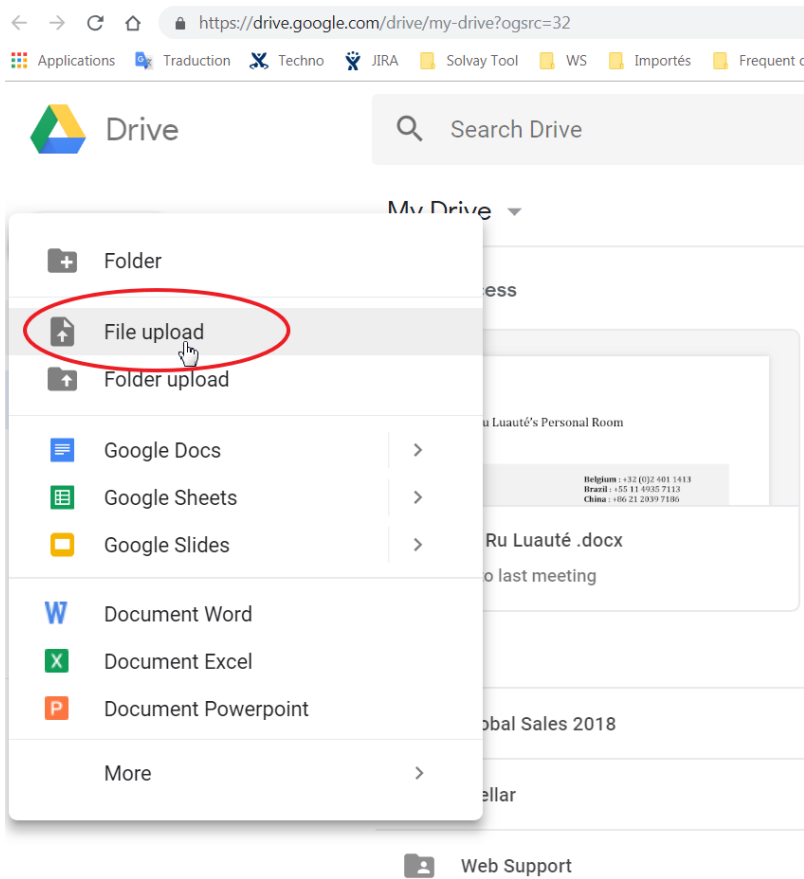 https://drive.google.com/drive/my-drive?ogsrc=32
Applications Traduction Techno JIRA Solvay Tool WS Importés Frequent
Drive
Search Drive
My Drive
Folder
ess
File upload
Folder upload
u Luauté's Personal Room
Google Docs
Belgium : +32 (0)2 401 1413
Brazil : +55 11 4935 7113
China : +86 21 2039 7186
Google Sheets
Google Slides
Ru Luauté .docx
o last meeting
Document Word
W
Document Excel
X
Document Powerpoint
P
obal Sales 2018
More
ellar
Web Support